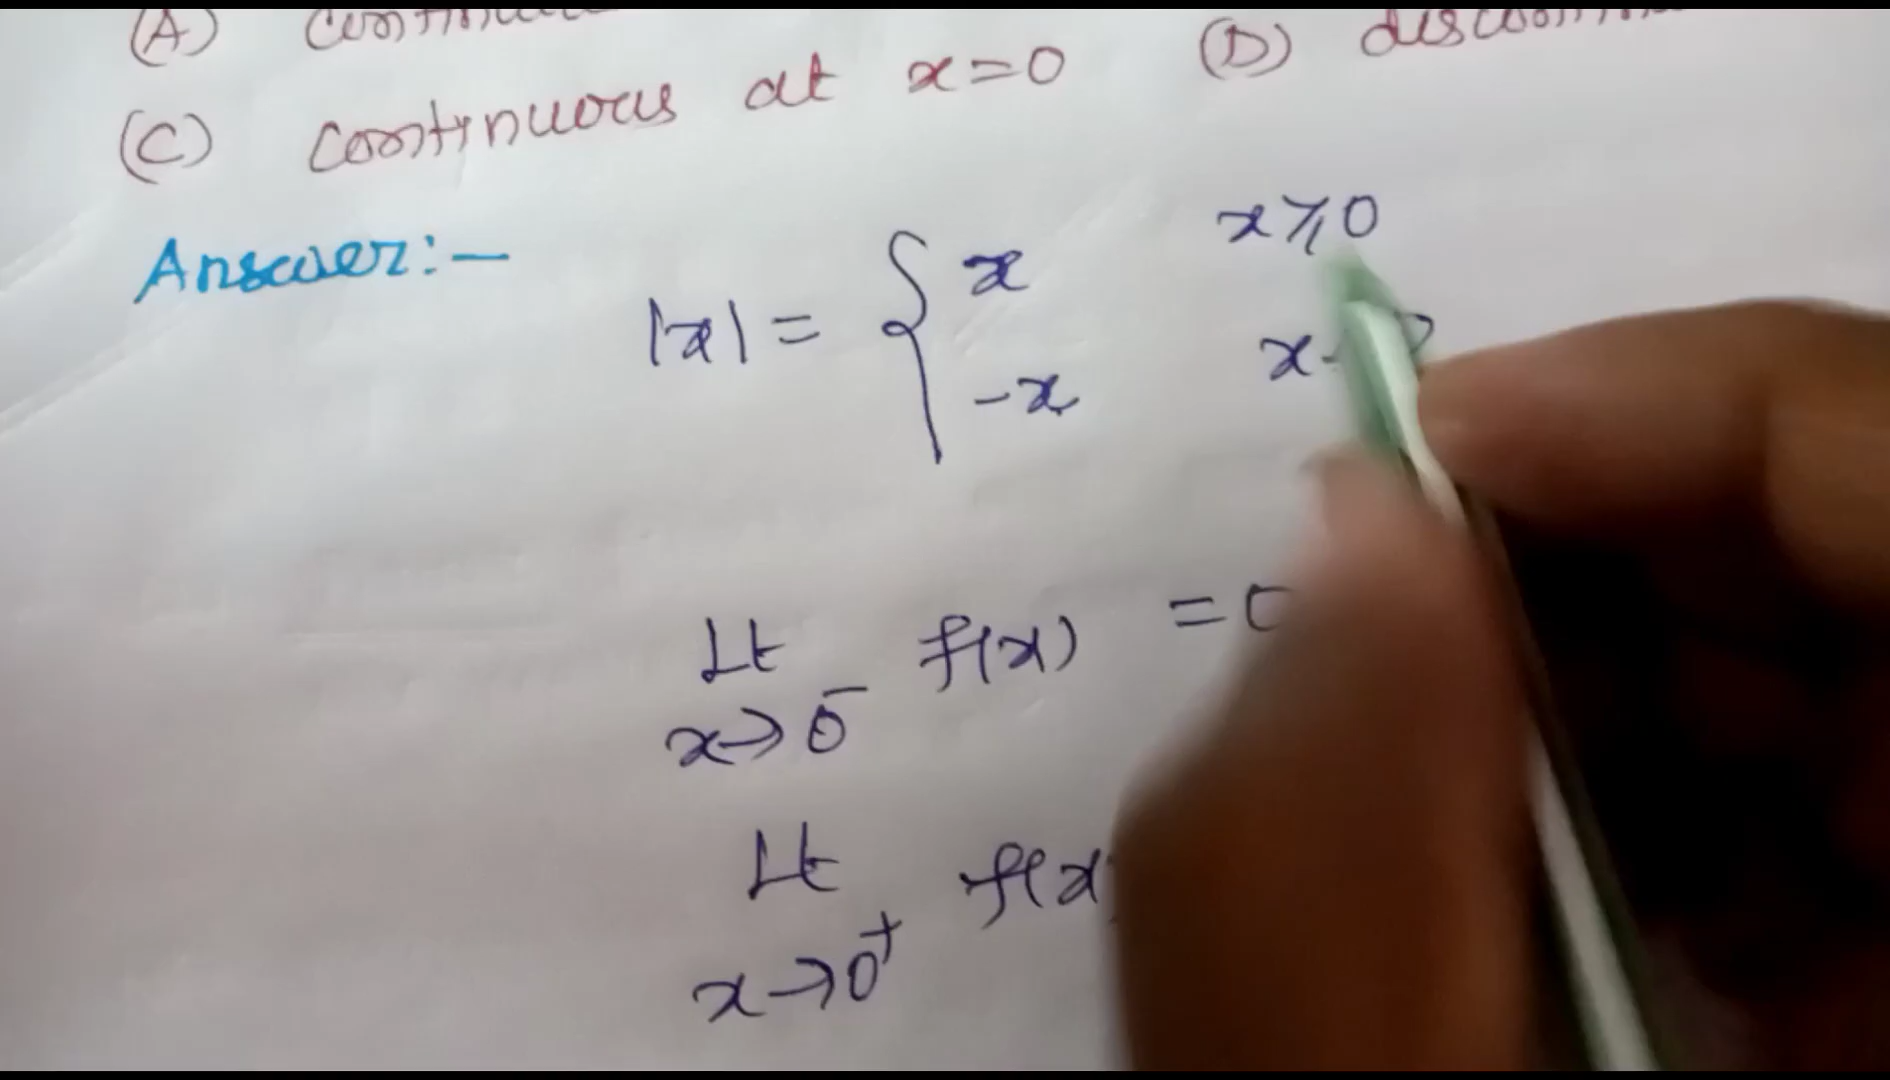 (A)
(C) continuous at x=0 (D)
Answer:-
|x| = { x x≥0
-x x
Lt f(x) =
x→0⁻
Lt f(x)
x→0⁺